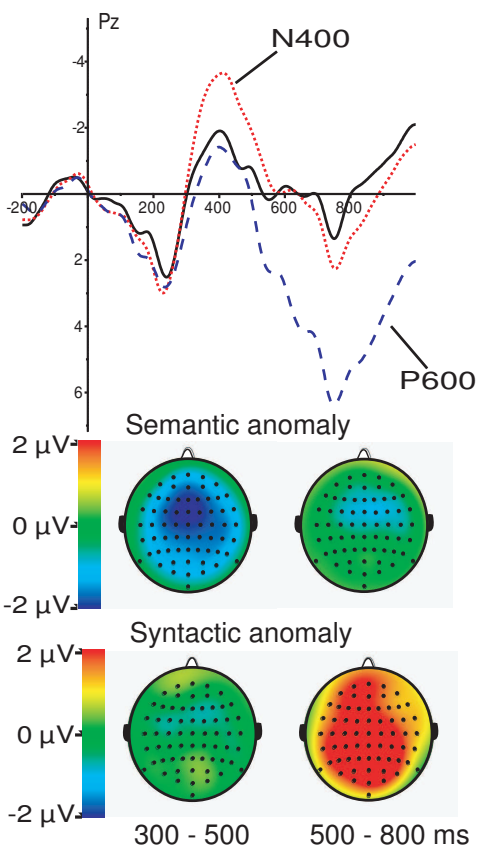 Pz
N400
-4
-2
-200 200 400 600 800
2
4
6
P600
Semantic anomaly
2 µV
0 µV
-2 µV
Syntactic anomaly
2 µV
0 µV
-2 µV
300 - 500 500 - 800 ms